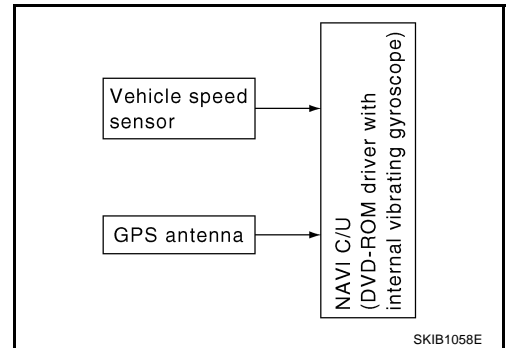 Vehicle speed
sensor
GPS antenna
NAVI C/U
(DVD-ROM driver with
internal vibrating gyroscope)
SKIB1058E